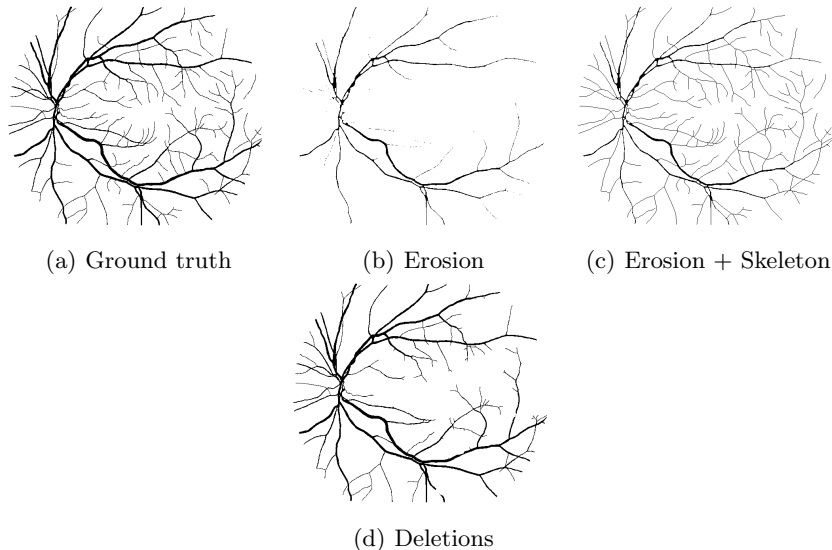 (a) Ground truth
(b) Erosion
(c) Erosion + Skeleton
(d) Deletions